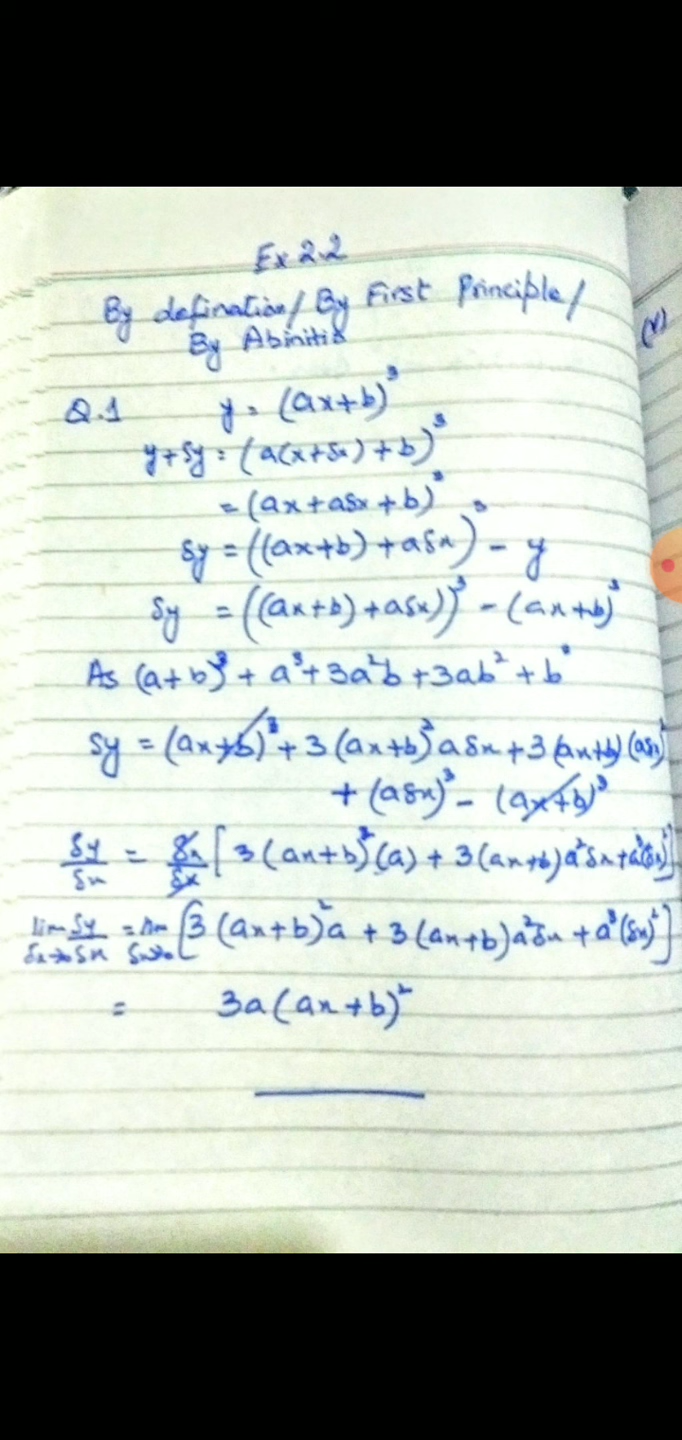 Ex 2.2
By defination/ By First Principle/
By Abinitio
(v)
Q.1 y = (ax+b)³
y+δy = (a(x+δx)+b)³
= (ax+aδx+b)³
δy = ((ax+b)+aδx)³ - y
δy = ((ax+b)+aδx))³ - (ax+b)³
As (a+b)³ + a³+3a²b+3ab²+b³
δy = (ax+b)³ + 3(ax+b)²aδx + 3(ax+b)(aδx)²
+ (aδx)³ - (ax+b)³
δy/δx = δx/δx [3(ax+b)²(a) + 3(ax+b)a²δx + a³(δx)²]
lim δx→0 δy/δx = lim δx→0 [3(ax+b)²a + 3(ax+b)a²δx + a³(δx)²]
= 3a(ax+b)²